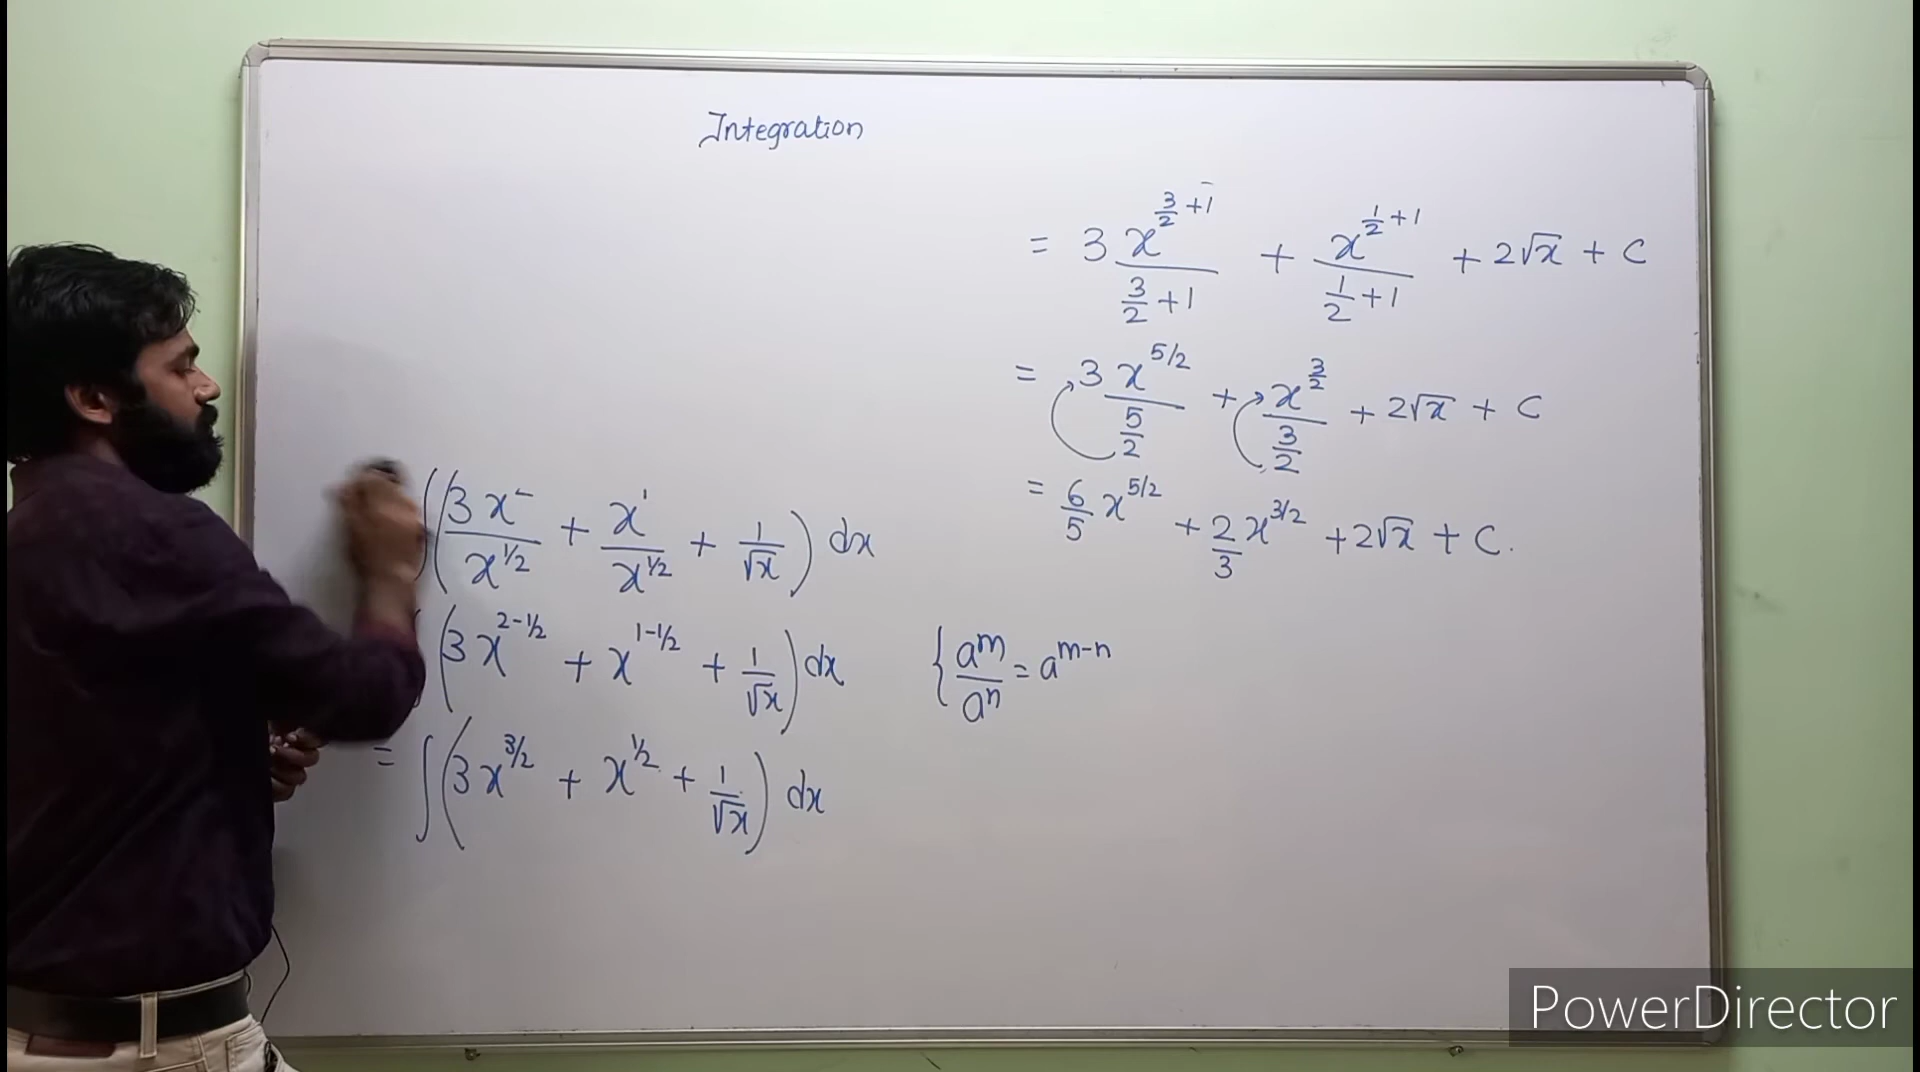 Integration
∫(3x²/x^1/2 + x^1/x^1/2 + 1/√x) dx
∫(3x^2-1/2 + x^1-1/2 + 1/√x) dx { a^m/a^n = a^m-n
= ∫(3x^3/2 + x^1/2 + 1/√x) dx
= 3 x^3/2+1 / 3/2+1 + x^1/2+1 / 1/2+1 + 2√x + c
= 3x^5/2 / 5/2 + x^3/2 / 3/2 + 2√x + c
= 6/5 x^5/2 + 2/3 x^3/2 + 2√x + c.
PowerDirector